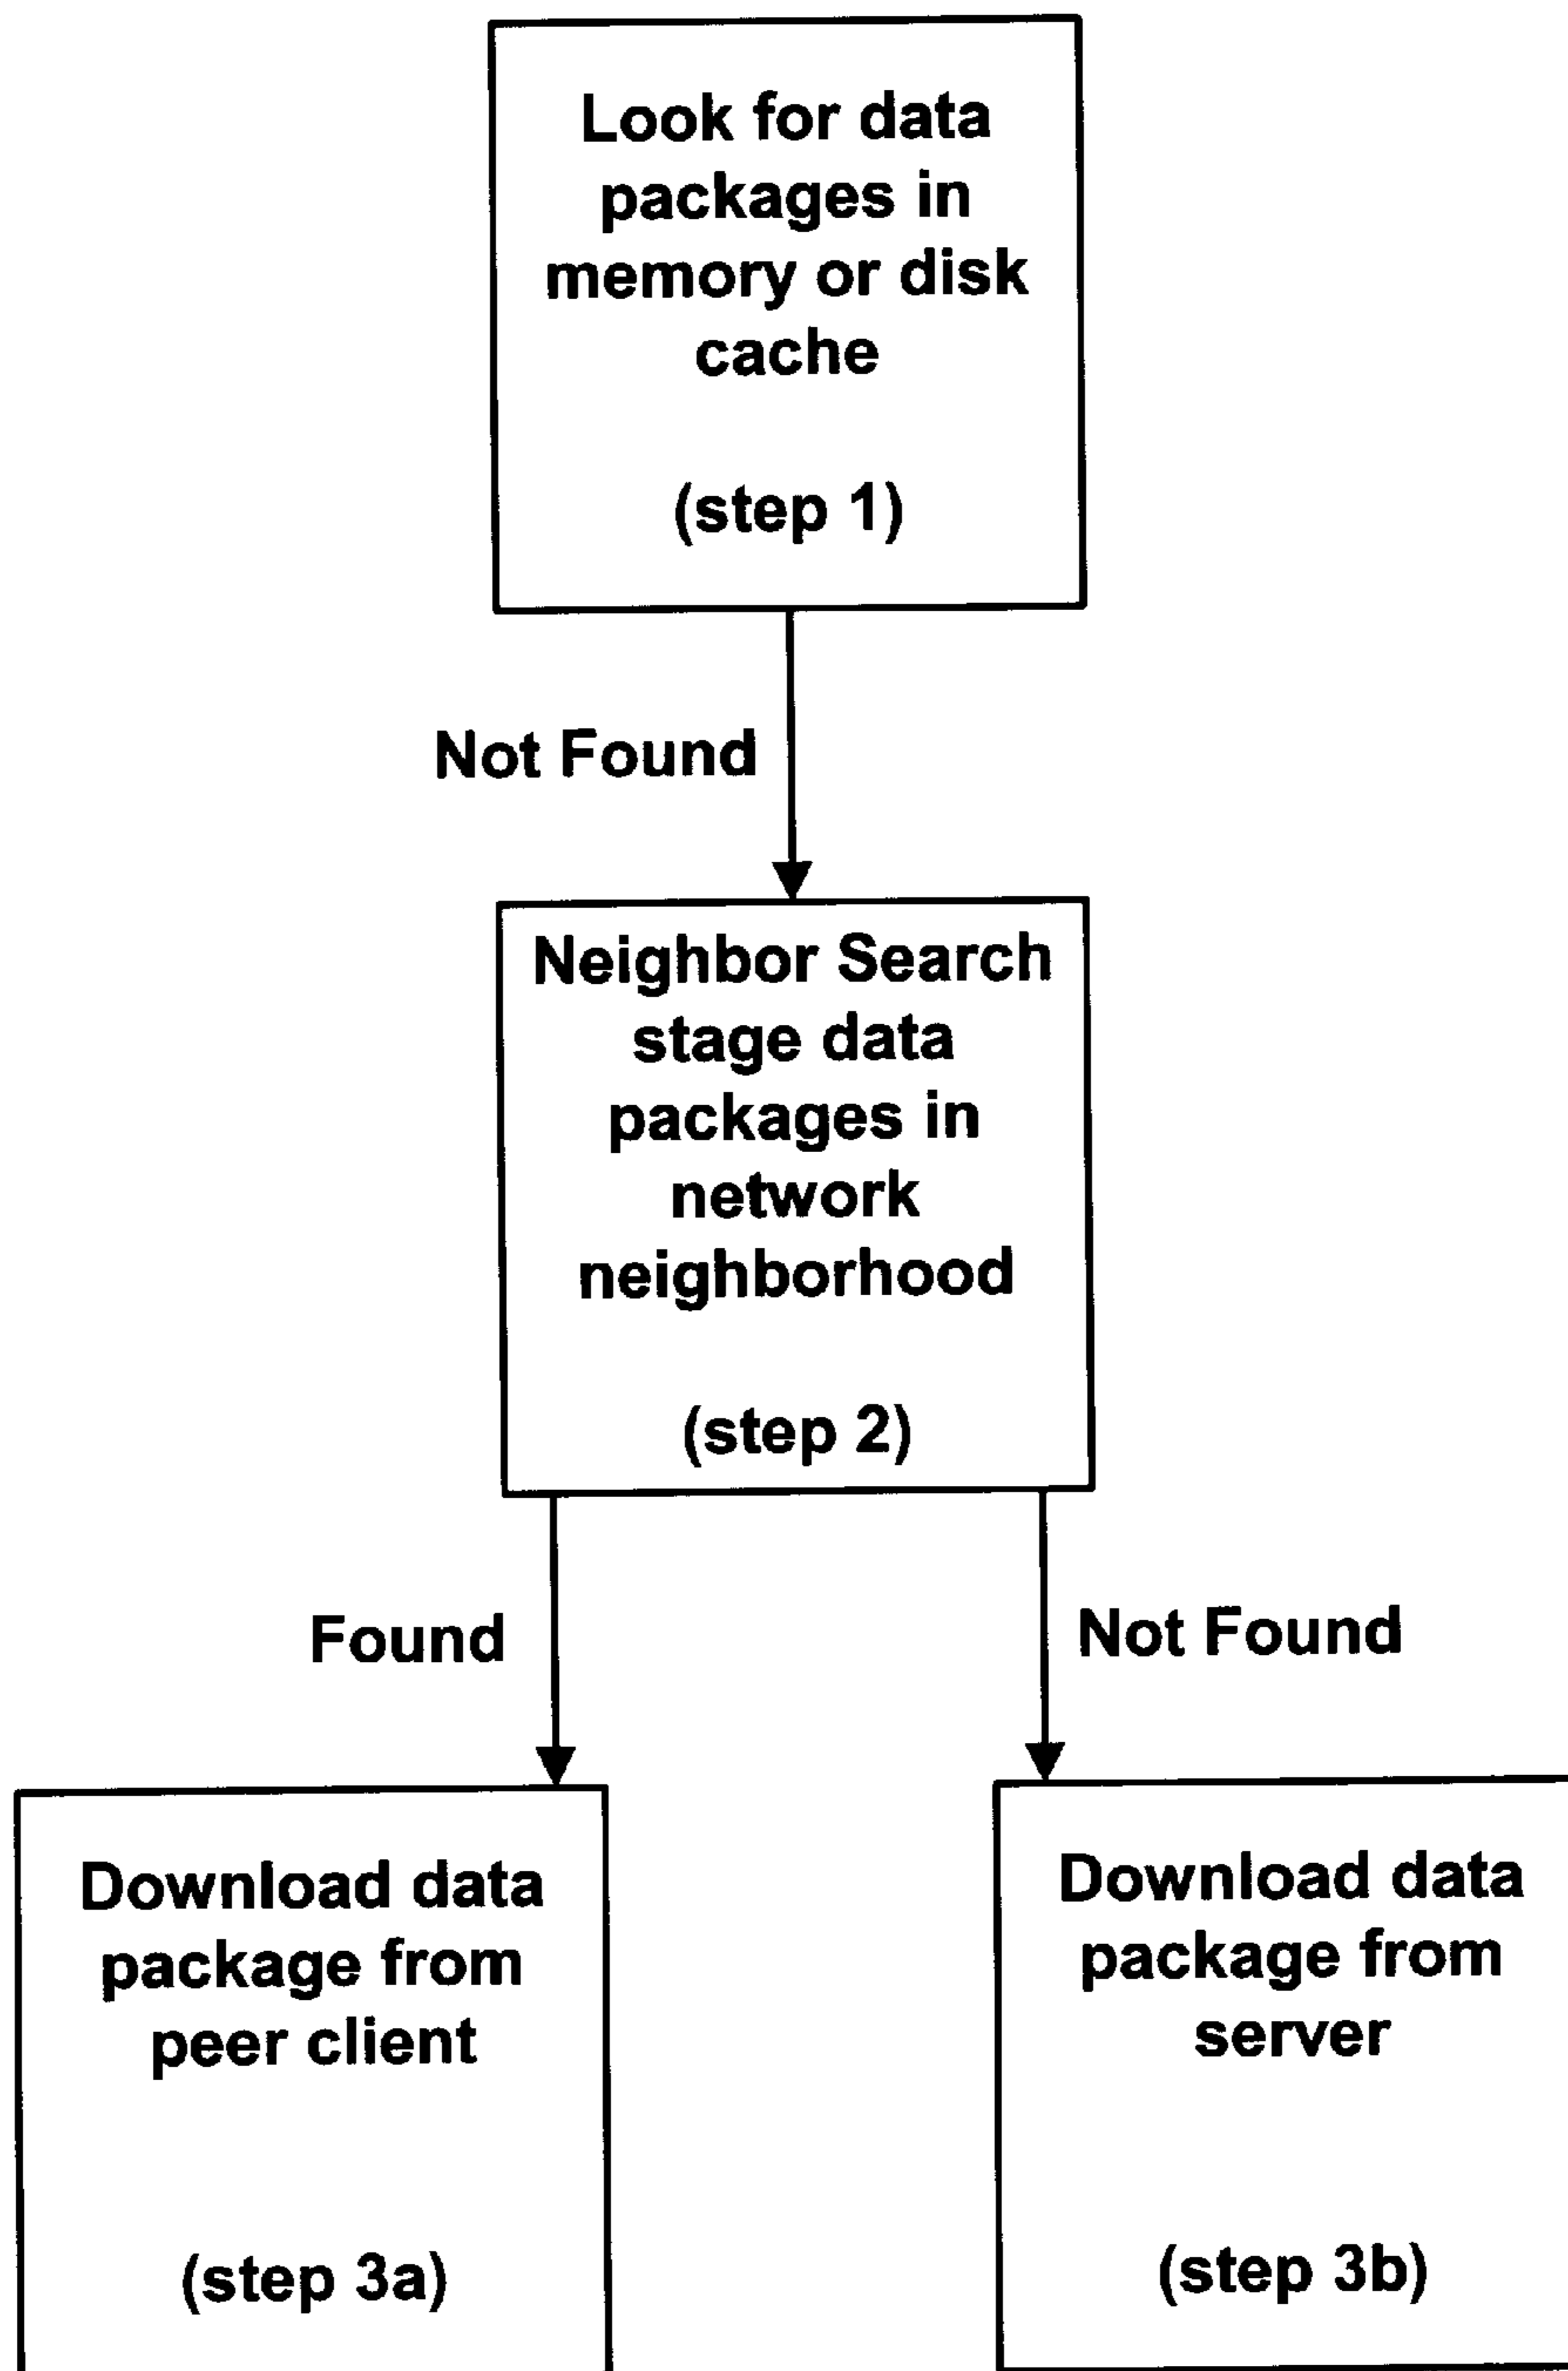 Look for data
packages in
memory or disk
cache
(step 1)
Not Found
Neighbor Search
stage data
packages in
network
neighborhood
(step 2)
Found
Not Found
Download data
package from
peer client
(step 3a)
Download data
package from
server
(step 3b)